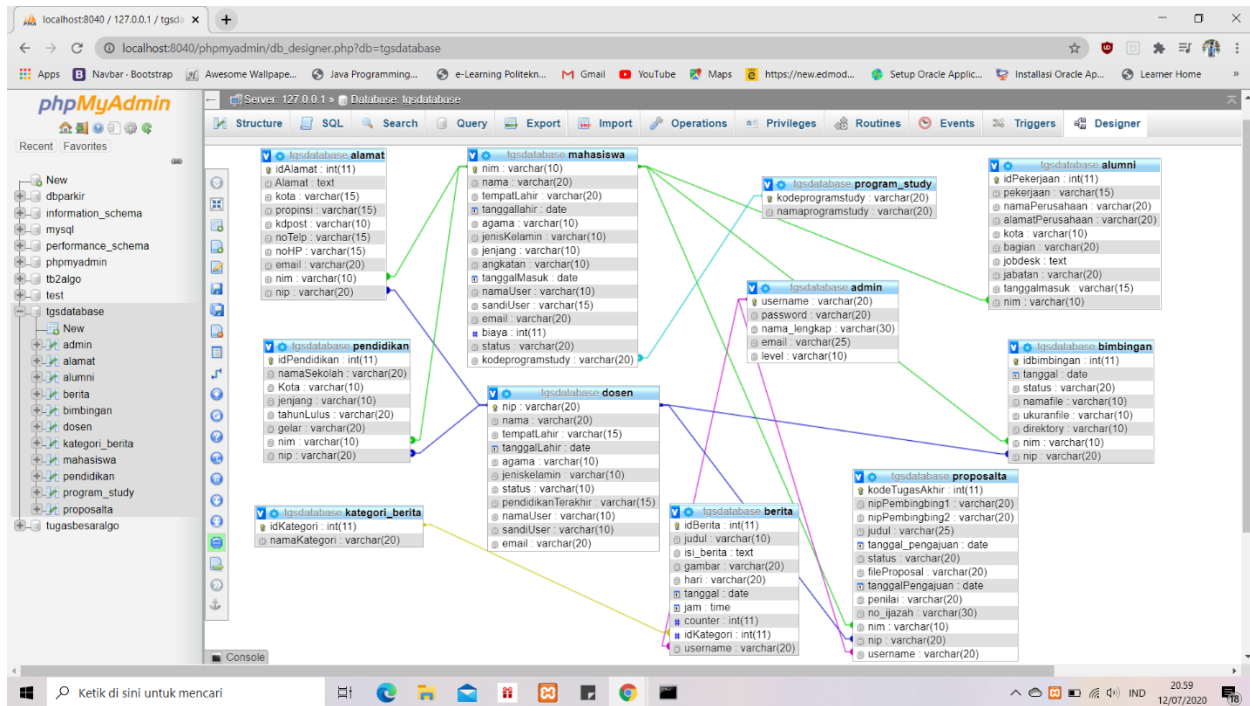 localhost:8040 / 127.0.0.1 / tgsda
localhost:8040/phpmyadmin/db_designer.php?db=tgsdatabase
Apps Navbar · Bootstrap Awesome Wallpape... Java Programming... e-Learning Politekn... Gmail YouTube Maps https://new.edmod... Setup Oracle Applic... Installasi Oracle Ap... Learner Home »
phpMyAdmin
Recent Favorites
New
dbparkir
information_schema
mysql
performance_schema
phpmyadmin
tb2algo
test
tgsdatabase
New
admin
alamat
alumni
berita
bimbingan
dosen
kategori_berita
mahasiswa
pendidikan
program_study
proposalta
tugasbesaralgo
Server: 127.0.0.1 » Database: tgsdatabase
Structure SQL Search Query Export Import Operations Privileges Routines Events Triggers Designer
tgsdatabase alamat
idAlamat : int(11)
Alamat : text
kota : varchar(15)
propinsi : varchar(15)
kdpost : varchar(10)
noTelp : varchar(15)
noHP : varchar(15)
email : varchar(20)
nim : varchar(10)
nip : varchar(20)
tgsdatabase mahasiswa
nim : varchar(10)
nama : varchar(20)
tempatLahir : varchar(20)
tanggallahir : date
agama : varchar(10)
jenisKelamin : varchar(10)
jenjang : varchar(10)
angkatan : varchar(10)
tanggalMasuk : date
namaUser : varchar(10)
sandiUser : varchar(15)
email : varchar(20)
biaya : int(11)
status : varchar(20)
kodeprogramstudy : varchar(20)
tgsdatabase program_study
kodeprogramstudy : varchar(20)
namaprogramstudy : varchar(20)
tgsdatabase alumni
idPekerjaan : int(11)
pekerjaan : varchar(15)
namaPerusahaan : varchar(20)
alamatPerusahaan : varchar(20)
kota : varchar(10)
bagian : varchar(20)
jobdesk : text
jabatan : varchar(20)
tanggalmasuk : varchar(15)
nim : varchar(10)
tgsdatabase admin
username : varchar(20)
password : varchar(20)
nama_lengkap : varchar(30)
email : varchar(25)
level : varchar(10)
tgsdatabase pendidikan
idPendidikan : int(11)
namaSekolah : varchar(20)
Kota : varchar(10)
jenjang : varchar(10)
tahunLulus : varchar(20)
gelar : varchar(20)
nim : varchar(10)
nip : varchar(20)
tgsdatabase bimbingan
idbimbingan : int(11)
tanggal : date
status : varchar(20)
namafile : varchar(20)
ukuranfile : varchar(10)
direktory : varchar(10)
nim : varchar(10)
nip : varchar(20)
tgsdatabase dosen
nip : varchar(20)
nama : varchar(20)
tempatLahir : varchar(15)
tanggalLahir : date
agama : varchar(10)
jeniskelamin : varchar(10)
status : varchar(10)
pendidikanTerakhir : varchar(15)
namaUser : varchar(10)
sandiUser : varchar(10)
email : varchar(20)
tgsdatabase kategori_berita
idKategori : int(11)
namaKategori : varchar(20)
tgsdatabase berita
idBerita : int(11)
judul : varchar(10)
isi_berita : text
gambar : varchar(20)
hari : varchar(20)
tanggal : date
jam : time
counter : int(11)
idKategori : int(11)
username : varchar(20)
tgsdatabase proposalta
kodeTugasAkhir : int(11)
nipPembingbing1 : varchar(20)
nipPembingbing2 : varchar(20)
judul : varchar(25)
tanggal_pengajuan : date
status : varchar(20)
fileProposal : varchar(20)
tanggalPengajuan : date
penilai : varchar(20)
no_ijazah : varchar(30)
nim : varchar(10)
nip : varchar(20)
username : varchar(20)
Console
Ketik di sini untuk mencari
IND
20.59
12/07/2020
18